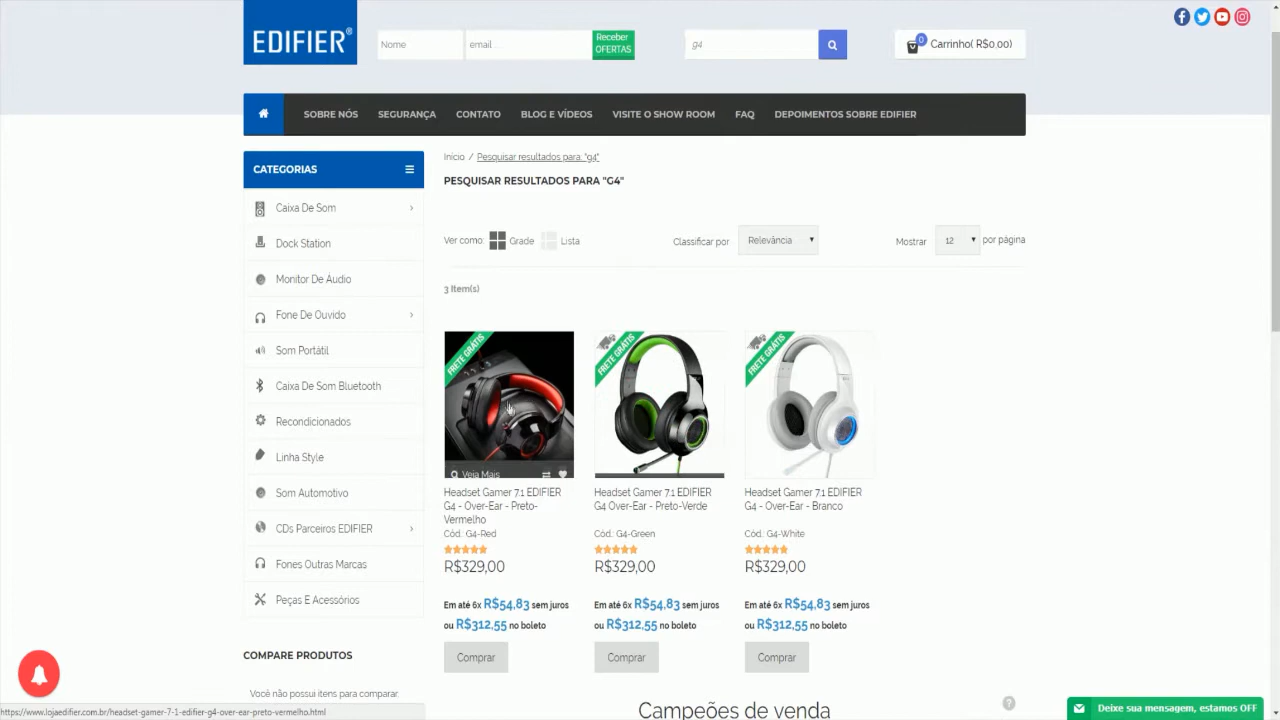 EDIFIER®
Nome
email ...
Receber
OFERTAS
g4
0
Carrinho( R$0,00)
SOBRE NÓS
SEGURANÇA
CONTATO
BLOG E VÍDEOS
VISITE O SHOW ROOM
FAQ
DEPOIMENTOS SOBRE EDIFIER
CATEGORIAS
Caixa De Som
Dock Station
Monitor De Áudio
Fone De Ouvido
Som Portátil
Caixa De Som Bluetooth
Recondicionados
Linha Style
Som Automotivo
CDs Parceiros EDIFIER
Fones Outras Marcas
Peças E Acessórios
COMPARE PRODUTOS
Você não possui itens para comparar.
Início / Pesquisar resultados para: "g4"
PESQUISAR RESULTADOS PARA "G4"
Ver como: Grade Lista
Classificar por Relevância
Mostrar 12 por página
3 Item(s)
FRETE GRÁTIS
Veja Mais
Headset Gamer 7.1 EDIFIER
G4 - Over-Ear - Preto-
Vermelho
Cód.: G4-Red
R$329,00
Em até 6x R$54,83 sem juros
ou R$312,55 no boleto
Comprar
FRETE GRÁTIS
Headset Gamer 7.1 EDIFIER
G4 Over-Ear - Preto-Verde
Cód.: G4-Green
R$329,00
Em até 6x R$54,83 sem juros
ou R$312,55 no boleto
Comprar
FRETE GRÁTIS
Headset Gamer 7.1 EDIFIER
G4 - Over-Ear - Branco
Cód.: G4-White
R$329,00
Em até 6x R$54,83 sem juros
ou R$312,55 no boleto
Comprar
Campeões de venda
?
https://www.lojaedifier.com.br/headset-gamer-7-1-edifier-g4-over-ear-preto-vermelho.html
Deixe sua mensagem, estamos OFF